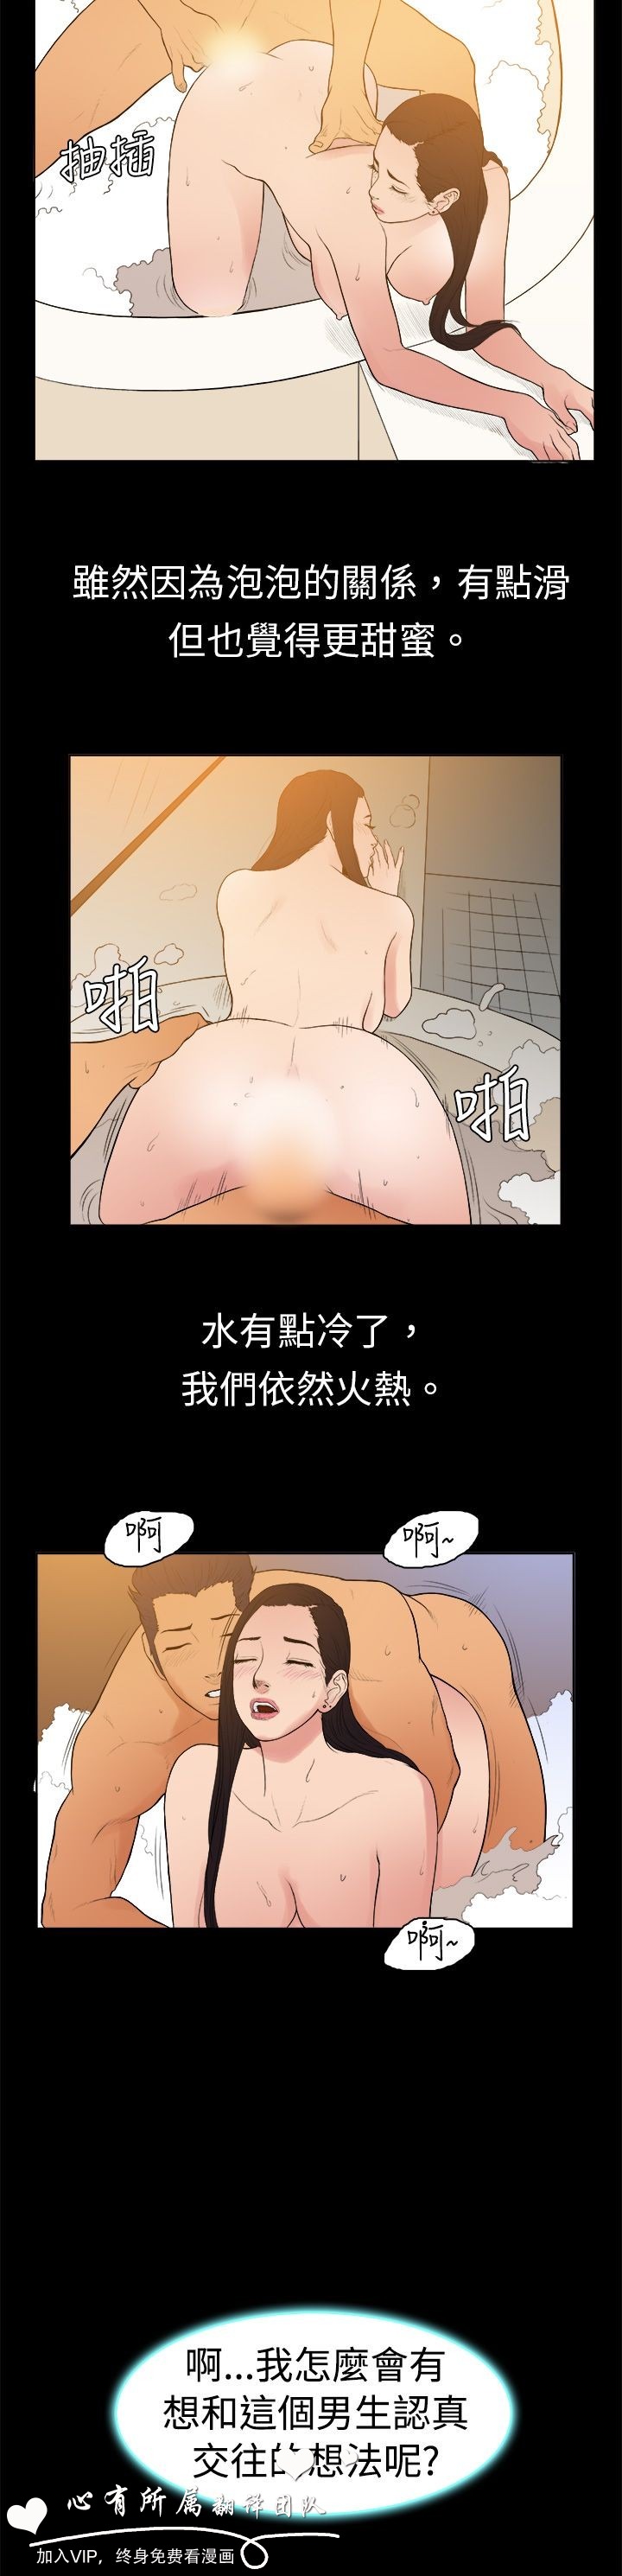 抽插
雖然因為泡泡的關係，有點滑
但也覺得更甜蜜。
啪
啪
水有點冷了，
我們依然火熱。
啊
啊~
啊~
啊...我怎麼會有
想和這個男生認真
交往的想法呢?
心有所属翻译团队
加入VIP，终身免费看漫画